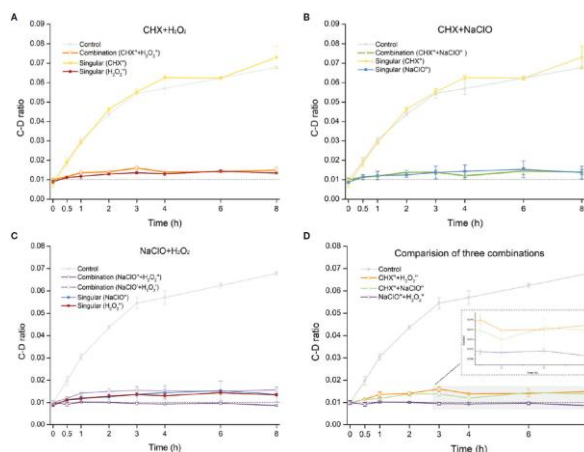 A
CHX+H₂O₂
Control
Combination (CHX"+H₂O₂")
Singular (CHX")
Singular (H₂O₂")
C-D ratio
0.09
0.08
0.07
0.06
0.05
0.04
0.03
0.02
0.01
0.00
0 0.5 1 2 3 4 6 8
Time (h)
B
CHX+NaClO
Control
Combination (CHX"+NaClO" )
Singular (CHX")
Singular (NaClO")
C-D ratio
0.09
0.08
0.07
0.06
0.05
0.04
0.03
0.02
0.01
0.00
0 0.5 1 2 3 4 6 8
Time (h)
C
NaClO+H₂O₂
Control
Combination (NaClO"+H₂O₂")
Combination (NaClO'+H₂O₂')
Singular (NaClO")
Singular (H₂O₂")
C-D ratio
0.08
0.07
0.06
0.05
0.04
0.03
0.02
0.01
0.00
0 0.5 1 2 3 4 6 8
Time (h)
D
Comparision of three combinations
Control
CHX"+H₂O₂"
CHX"+NaClO"
NaClO"+H₂O₂"
C-D ratio
0.08
0.07
0.06
0.05
0.04
0.03
0.02
0.01
0.00
0 0.5 1 2 3 4 6 8
Time (h)